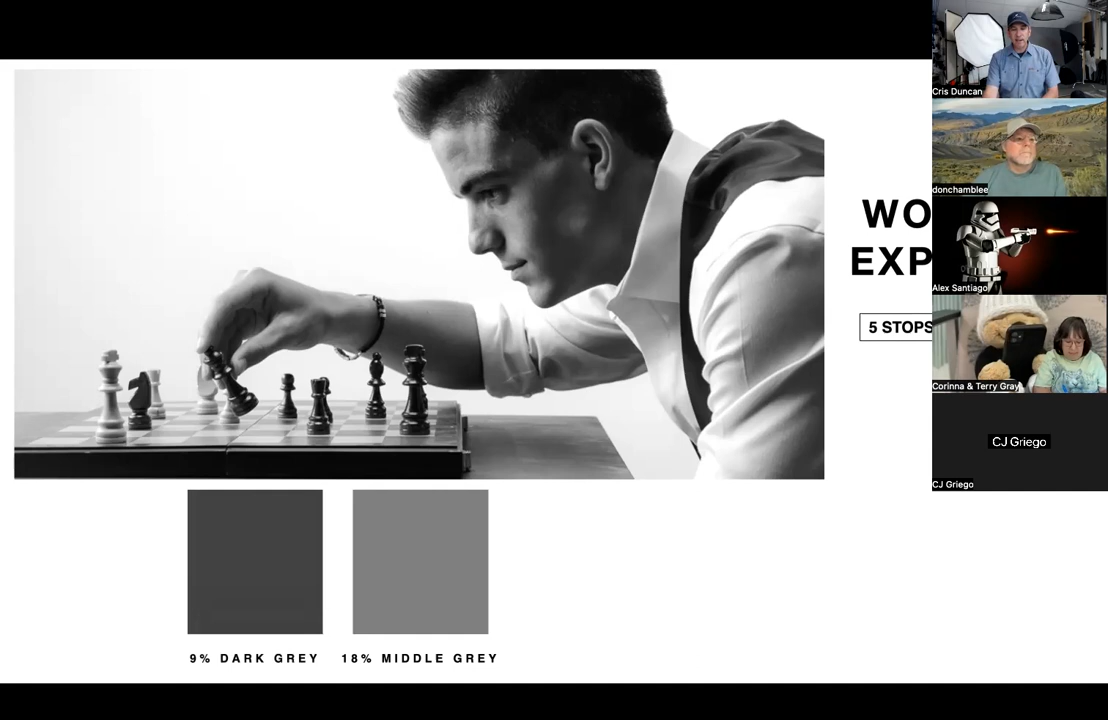 WO
EXP
5 STOPS
9% DARK GREY
18% MIDDLE GREY
Cris Duncan
donchamblee
Alex Santiago
Corinna & Terry Gray
CJ Griego
CJ Griego